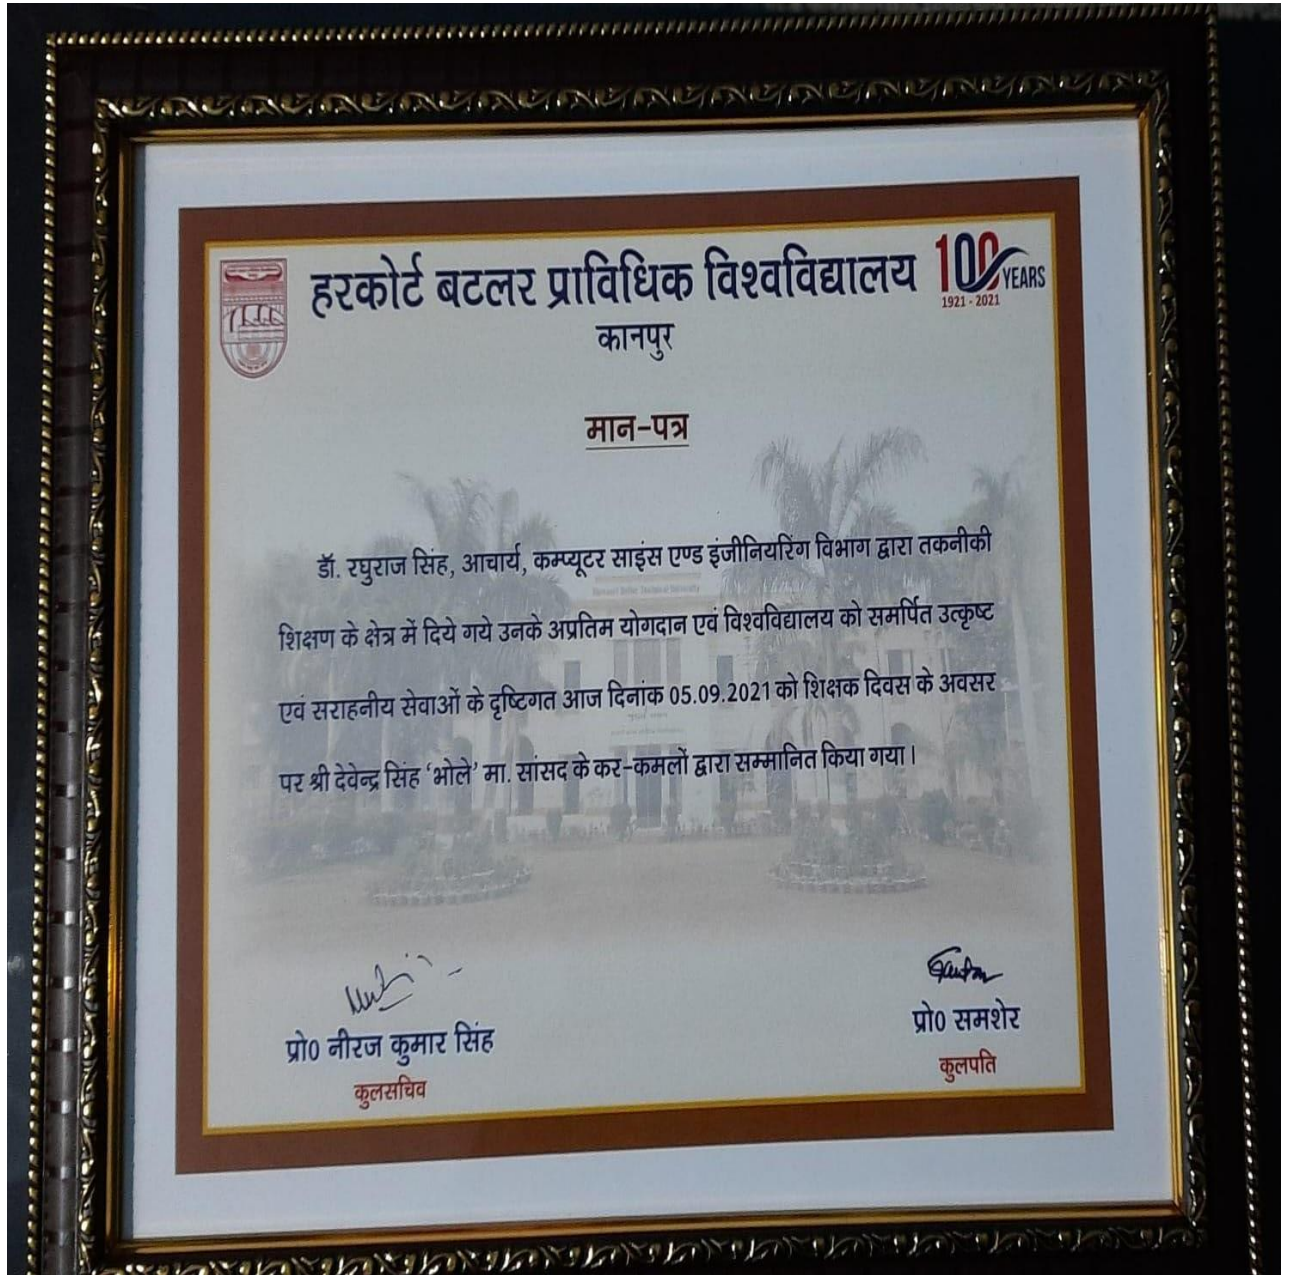 हरकोर्ट बटलर प्राविधिक विश्वविद्यालय
100 YEARS
1921 - 2021
कानपुर
मान-पत्र
डॉ. रघुराज सिंह, आचार्य, कम्प्यूटर साइंस एण्ड इंजीनियरिंग विभाग द्वारा तकनीकी
शिक्षण के क्षेत्र में दिये गये उनके अप्रतिम योगदान एवं विश्वविद्यालय को समर्पित उत्कृष्ट
एवं सराहनीय सेवाओं के दृष्टिगत आज दिनांक 05.09.2021 को शिक्षक दिवस के अवसर
पर श्री देवेन्द्र सिंह 'भोले' मा. सांसद के कर-कमलों द्वारा सम्मानित किया गया।
प्रो0 नीरज कुमार सिंह
कुलसचिव
प्रो0 समशेर
कुलपति